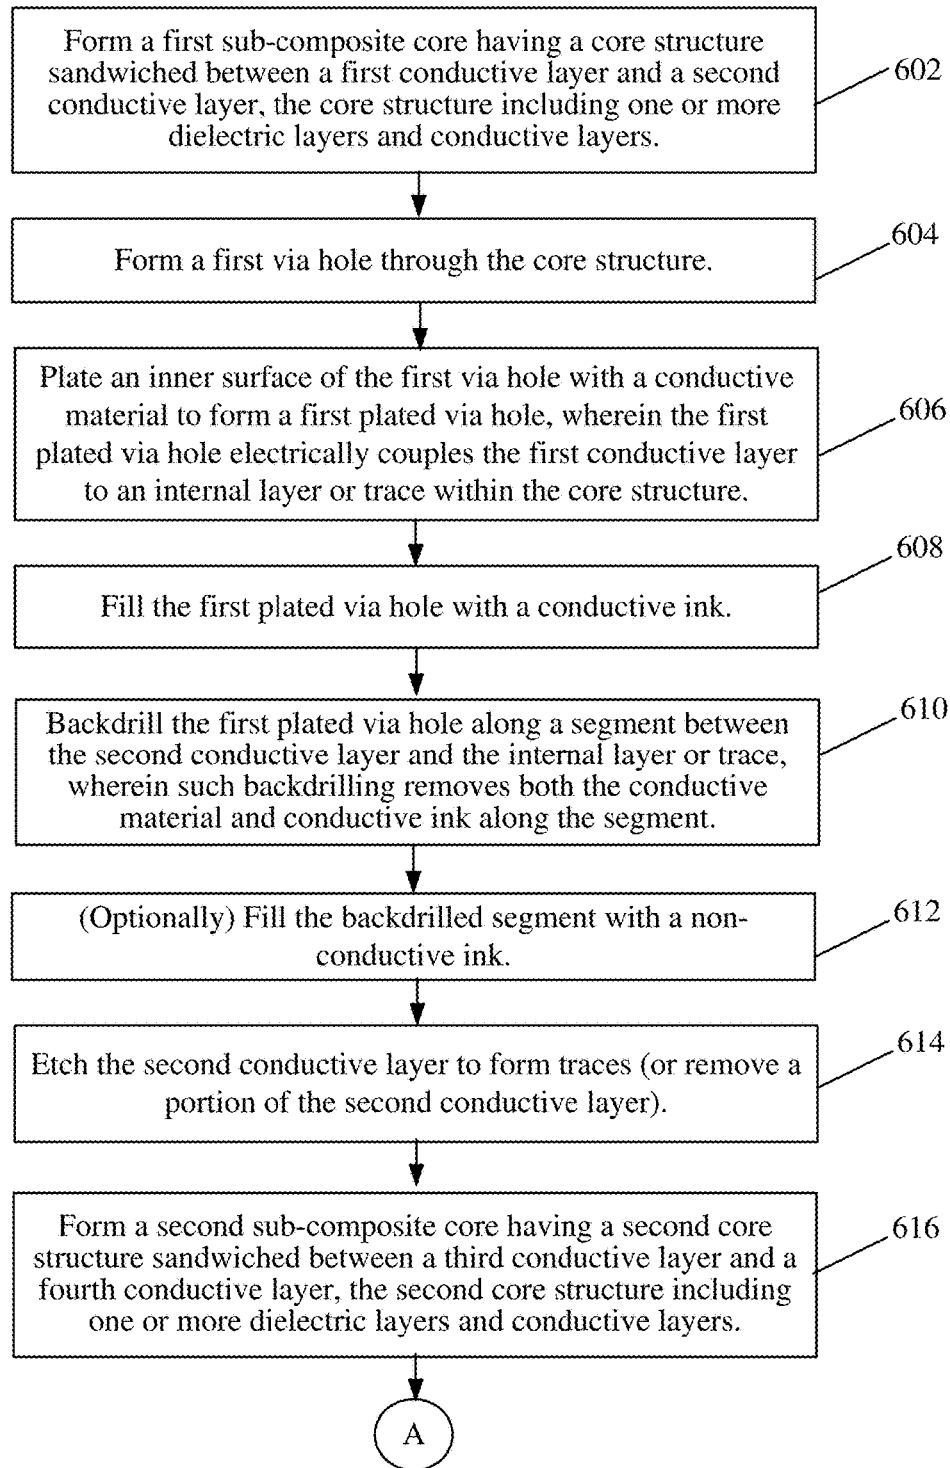 Form a first sub-composite core having a core structure
sandwiched between a first conductive layer and a second
conductive layer, the core structure including one or more
dielectric layers and conductive layers.
602
Form a first via hole through the core structure.
604
Plate an inner surface of the first via hole with a conductive
material to form a first plated via hole, wherein the first
plated via hole electrically couples the first conductive layer
to an internal layer or trace within the core structure.
606
Fill the first plated via hole with a conductive ink.
608
Backdrill the first plated via hole along a segment between
the second conductive layer and the internal layer or trace,
wherein such backdrilling removes both the conductive
material and conductive ink along the segment.
610
(Optionally) Fill the backdrilled segment with a non-
conductive ink.
612
Etch the second conductive layer to form traces (or remove a
portion of the second conductive layer).
614
Form a second sub-composite core having a second core
structure sandwiched between a third conductive layer and a
fourth conductive layer, the second core structure including
one or more dielectric layers and conductive layers.
616
A